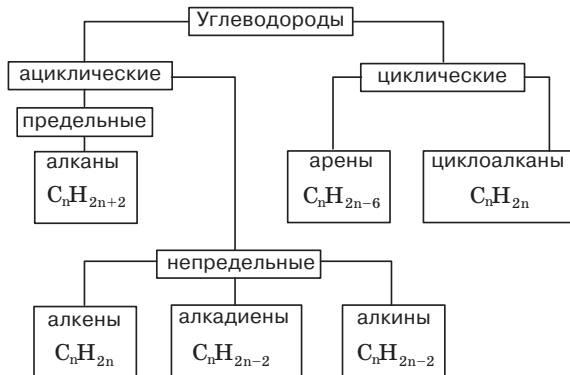 Углеводороды
ациклические
циклические
предельные
алканы
CₙH₂ₙ₊₂
арены
CₙH₂ₙ₋₆
циклоалканы
CₙH₂ₙ
непредельные
алкены
CₙH₂ₙ
алкадиены
CₙH₂ₙ₋₂
алкины
CₙH₂ₙ₋₂